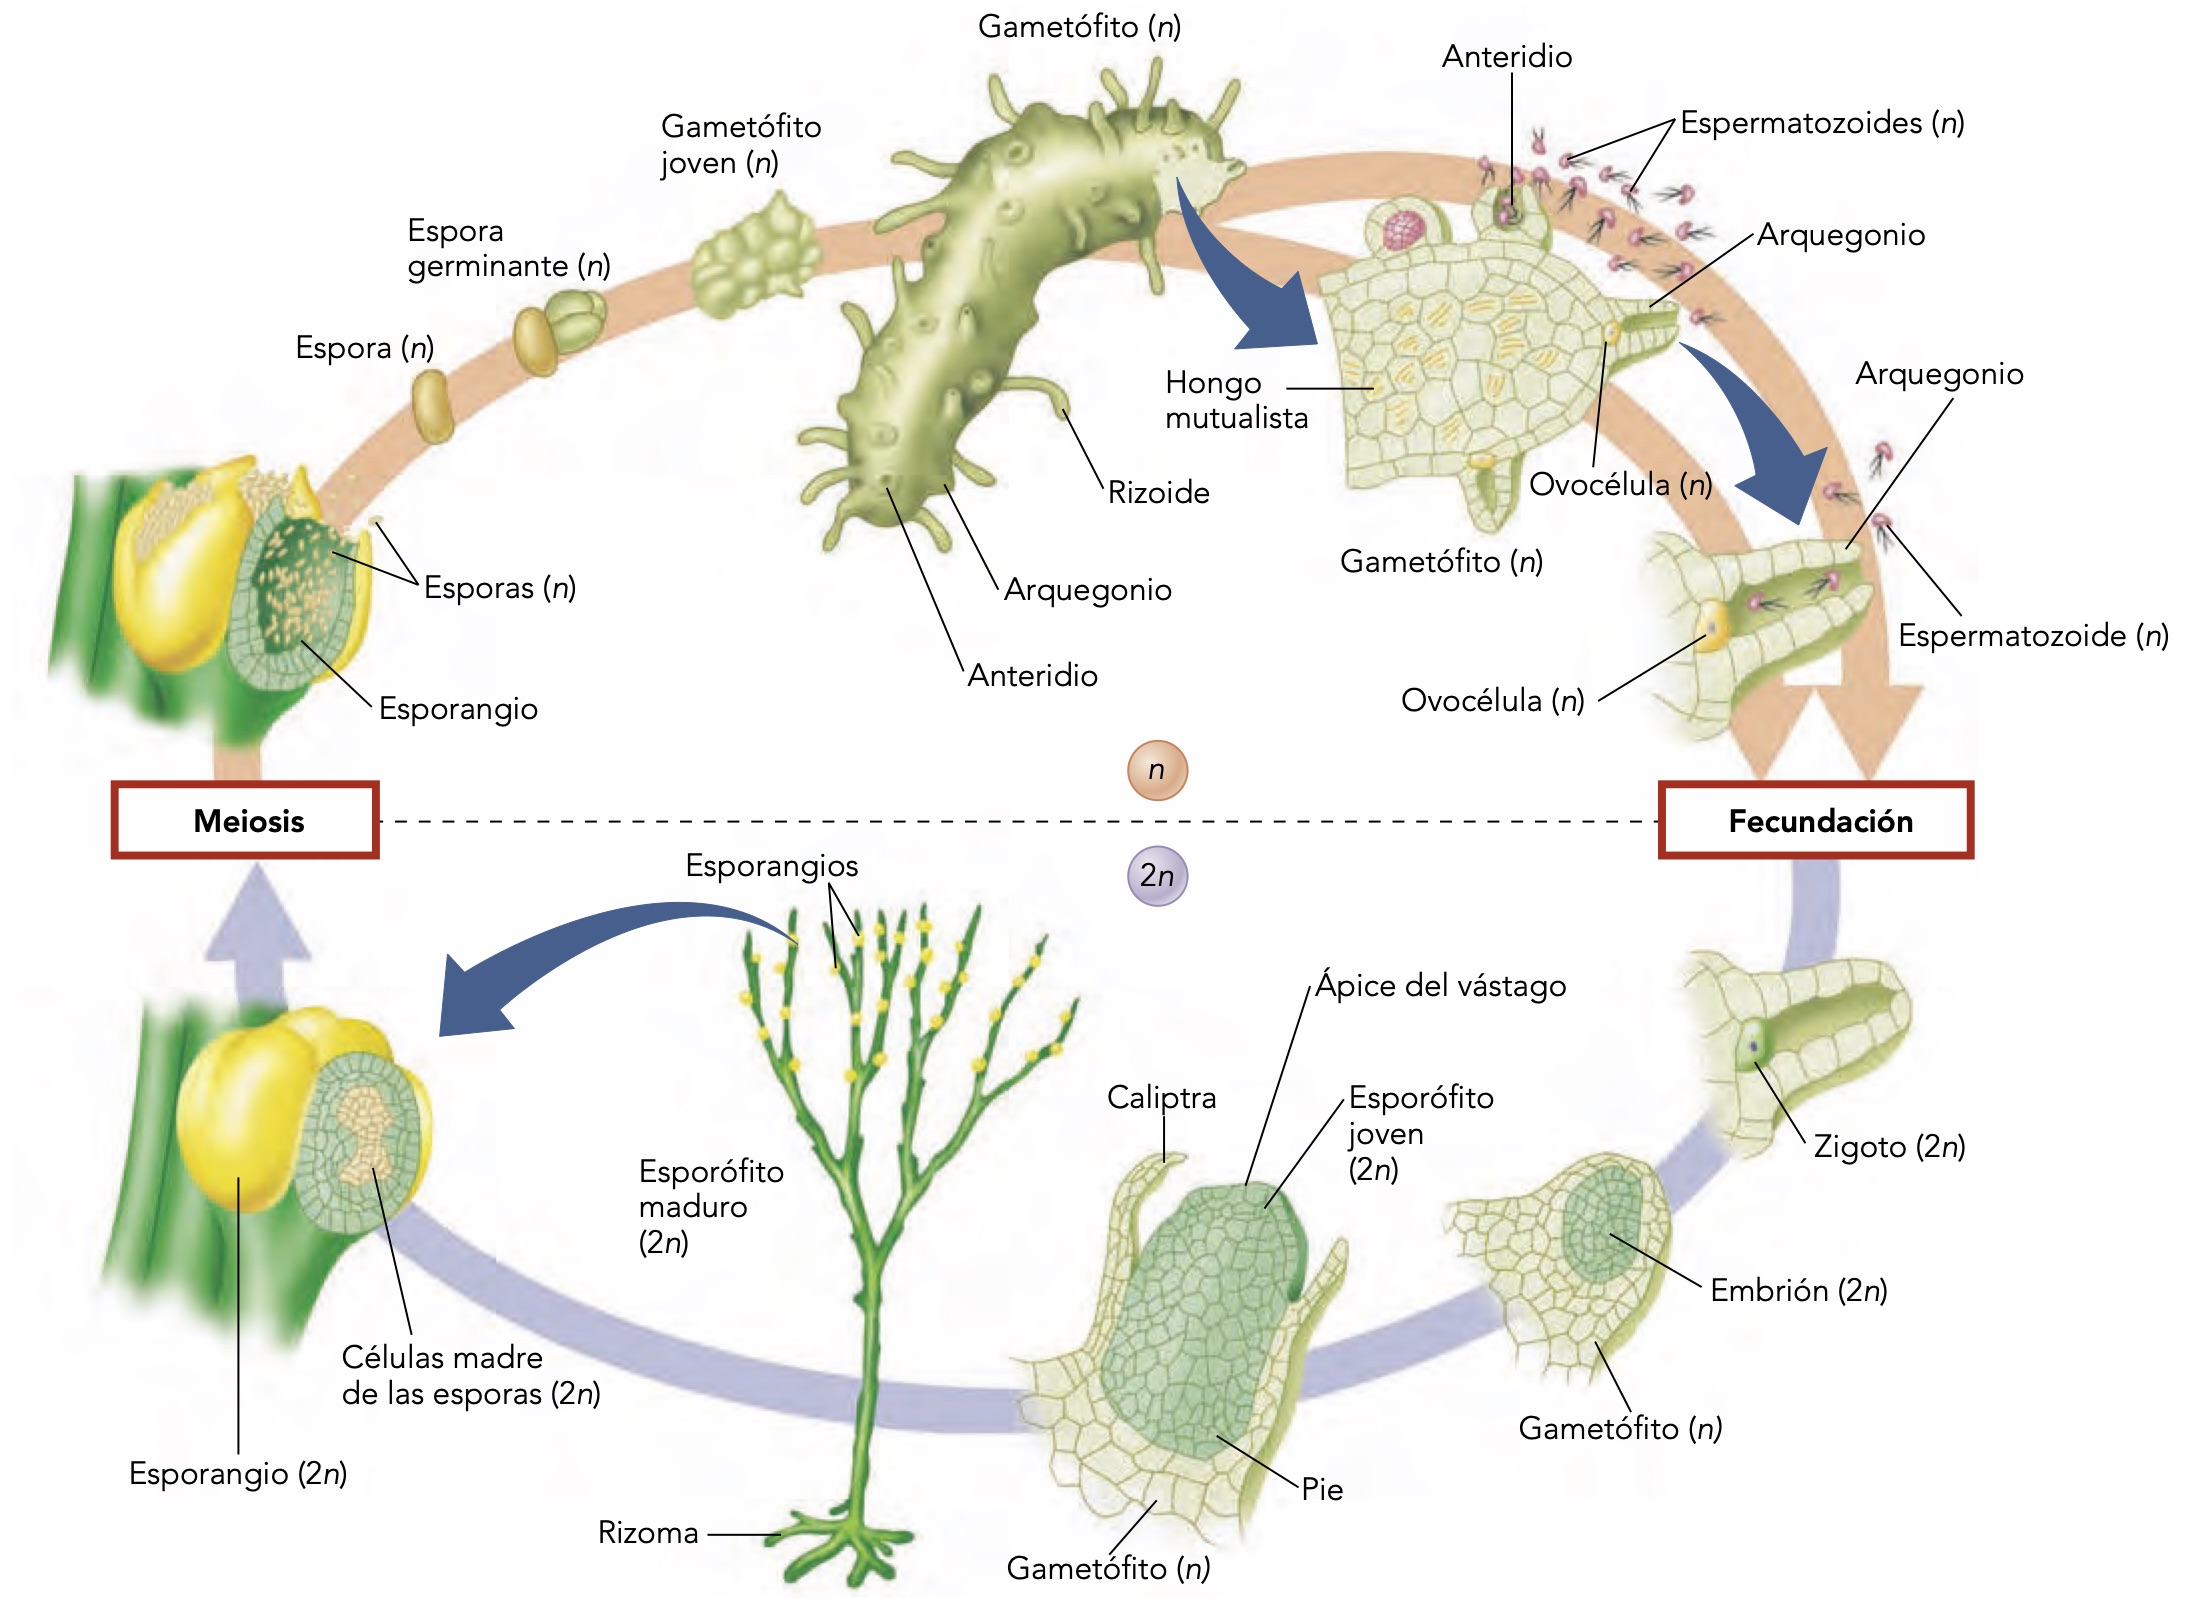 Gametófito (n)
Anteridio
Espermatozoides (n)
Gametófito
joven (n)
Arquegonio
Espora
germinante (n)
Espora (n)
Hongo
mutualista
Arquegonio
Ovocélula (n)
Rizoide
Gametófito (n)
Esporas (n)
Arquegonio
Espermatozoide (n)
Anteridio
Ovocélula (n)
Esporangio
n
Meiosis
Fecundación
2n
Esporangios
Ápice del vástago
Caliptra
Esporófito
joven
(2n)
Zigoto (2n)
Esporófito
maduro
(2n)
Embrión (2n)
Células madre
de las esporas (2n)
Gametófito (n)
Esporangio (2n)
Pie
Rizoma
Gametófito (n)